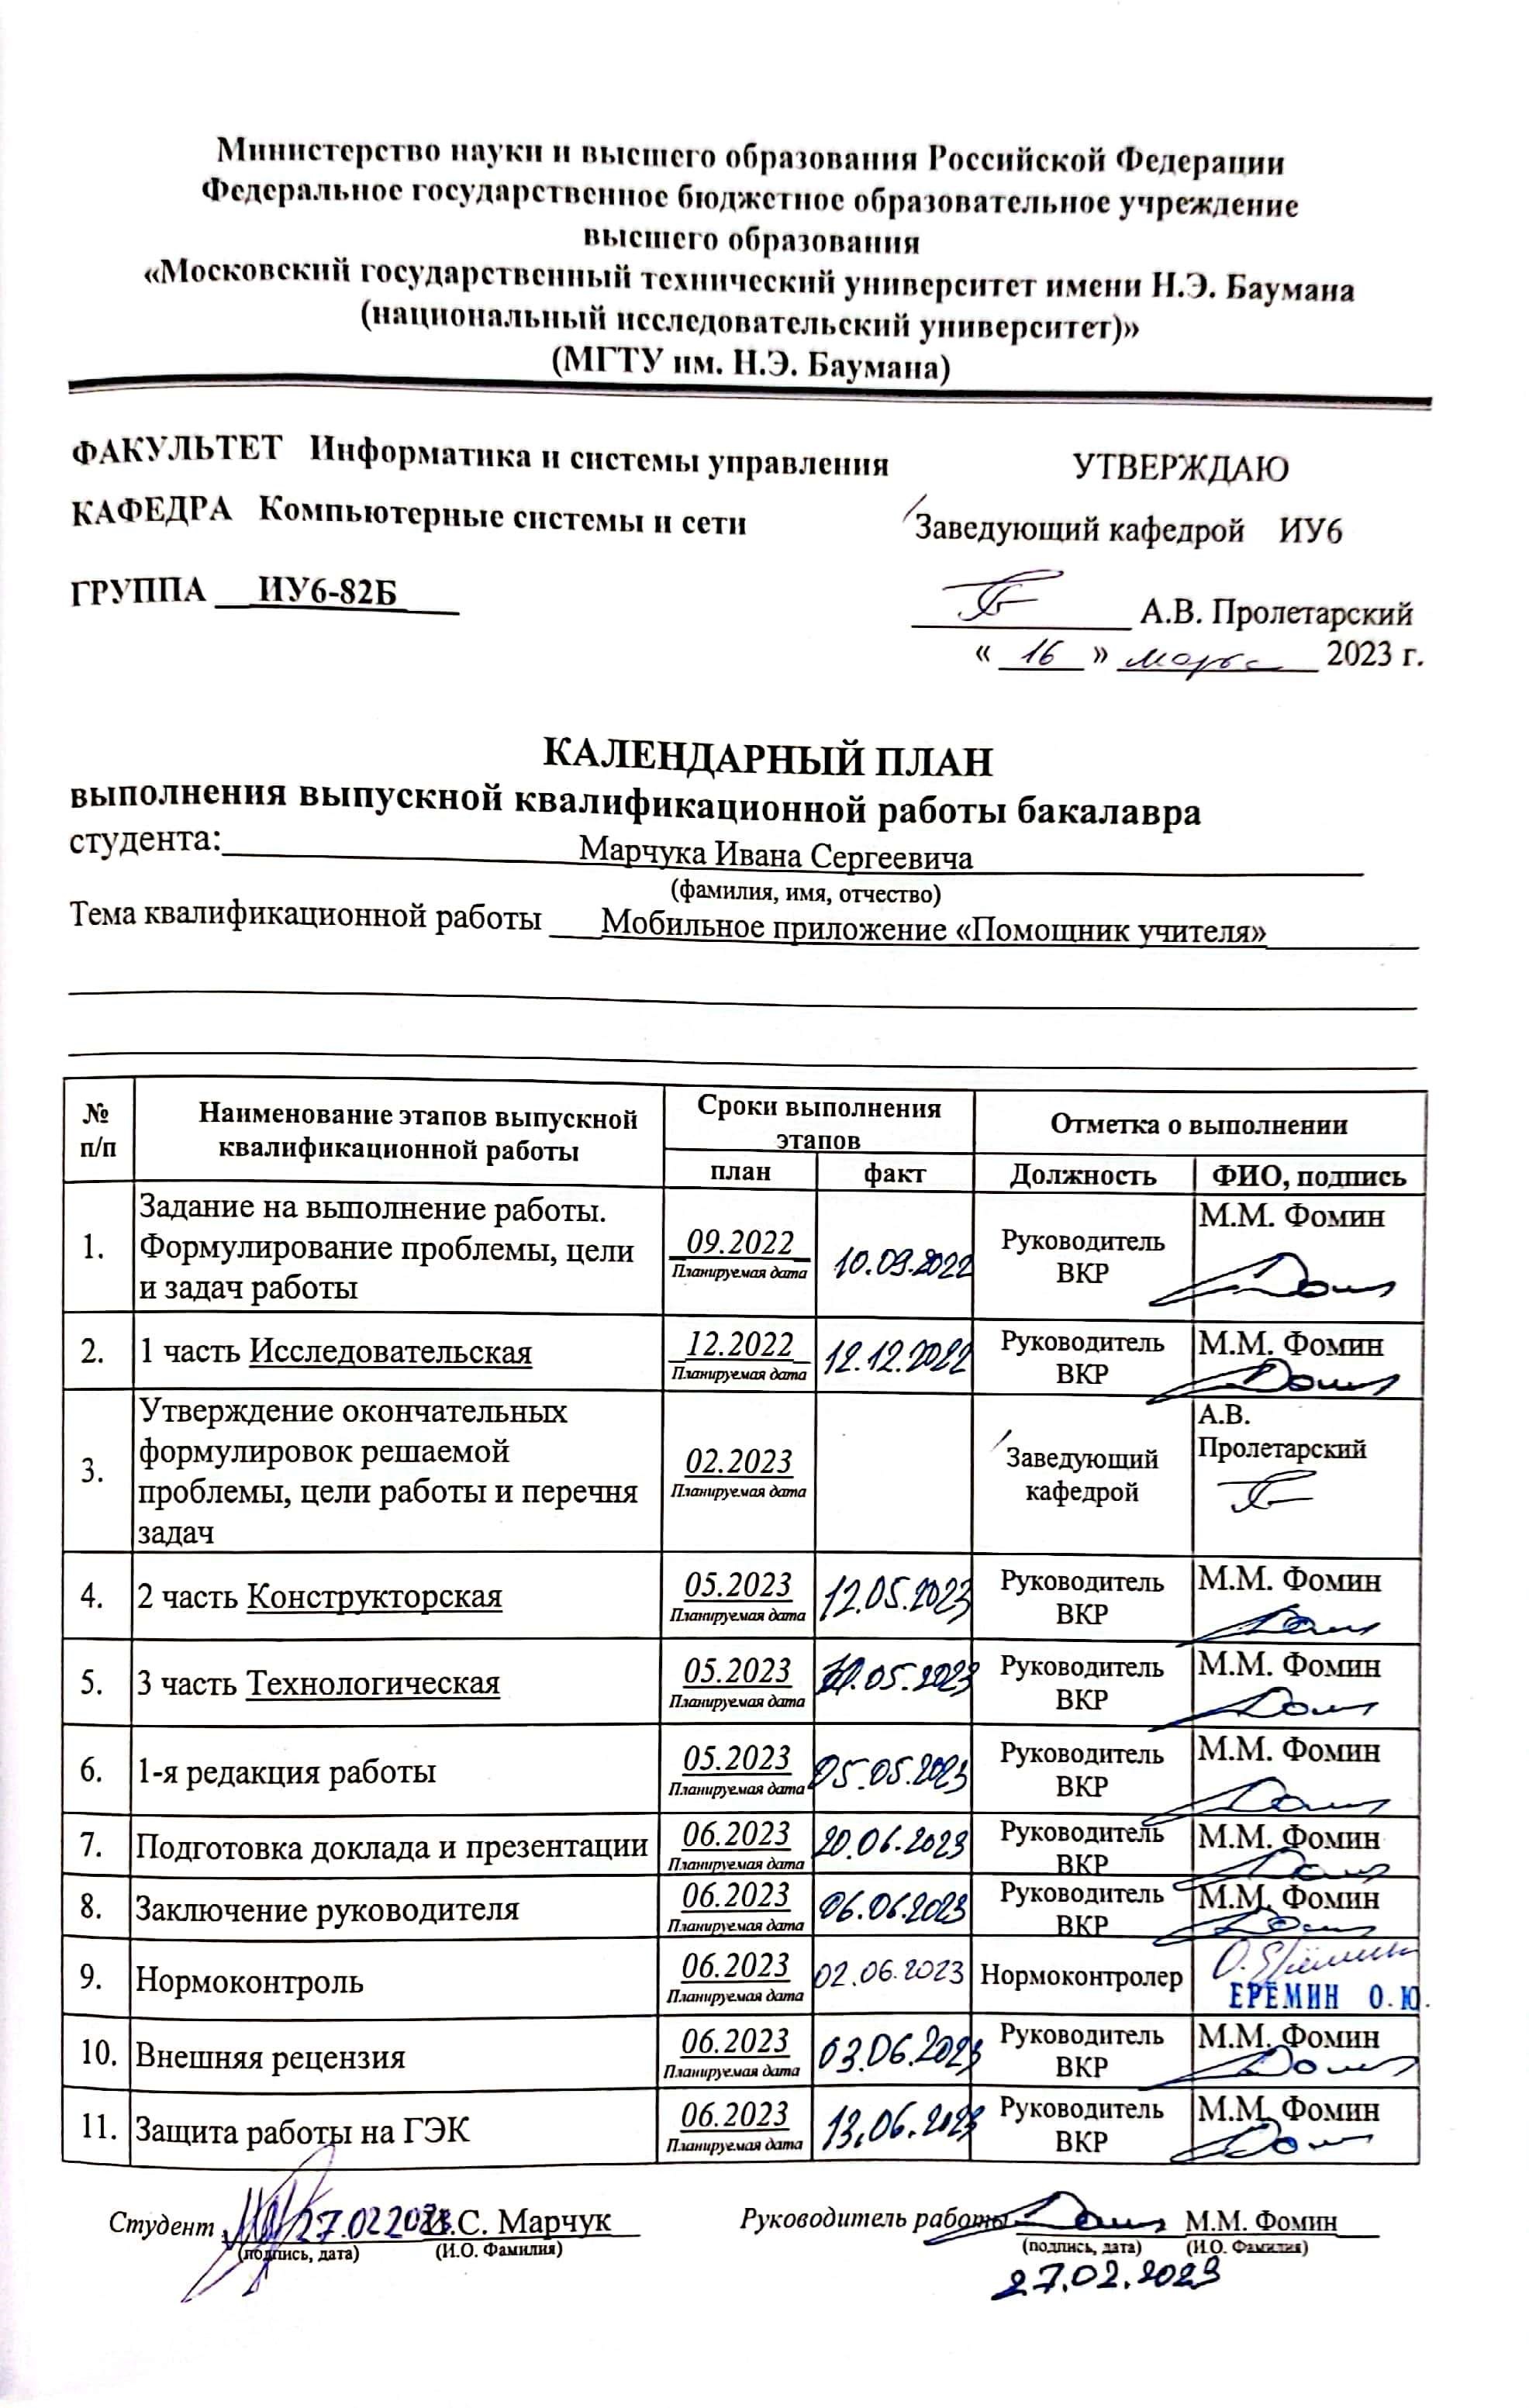 Министерство науки и высшего образования Российской Федерации
Федеральное государственное бюджетное образовательное учреждение
высшего образования
«Московский государственный технический университет имени Н.Э. Баумана
(национальный исследовательский университет)»
(МГТУ им. Н.Э. Баумана)
ФАКУЛЬТЕТ Информатика и системы управления
УТВЕРЖДАЮ
КАФЕДРА Компьютерные системы и сети
Заведующий кафедрой ИУ6
ГРУППА ИУ6-82Б
А.В. Пролетарский
« 16 » марта 2023 г.
КАЛЕНДАРНЫЙ ПЛАН
выполнения выпускной квалификационной работы бакалавра
студента: Марчука Ивана Сергеевича
(фамилия, имя, отчество)
Тема квалификационной работы Мобильное приложение «Помощник учителя»
№ п/п
Наименование этапов выпускной
квалификационной работы
Сроки выполнения
этапов
Отметка о выполнении
план факт Должность ФИО, подпись
1.
Задание на выполнение работы.
Формулирование проблемы, цели
и задач работы
09.2022
Планируемая дата
10.09.2022
Руководитель
ВКР
М.М. Фомин
2.
1 часть Исследовательская
12.2022
Планируемая дата
12.12.2022
Руководитель
ВКР
М.М. Фомин
3.
Утверждение окончательных
формулировок решаемой
проблемы, цели работы и перечня
задач
02.2023
Планируемая дата
Заведующий
кафедрой
А.В.
Пролетарский
4.
2 часть Конструкторская
05.2023
Планируемая дата
12.05.2023
Руководитель
ВКР
М.М. Фомин
5.
3 часть Технологическая
05.2023
Планируемая дата
Руководитель
ВКР
М.М. Фомин
6.
1-я редакция работы
05.2023
Планируемая дата
05.05.2023
Руководитель
ВКР
М.М. Фомин
7.
Подготовка доклада и презентации
06.2023
Планируемая дата
20.06.2023
Руководитель
ВКР
М.М. Фомин
8.
Заключение руководителя
06.2023
Планируемая дата
06.06.2023
Руководитель
ВКР
М.М. Фомин
9.
Нормоконтроль
06.2023
Планируемая дата
02.06.2023
Нормоконтролер
ЕРЕМИН О.Ю.
10.
Внешняя рецензия
06.2023
Планируемая дата
03.06.2023
Руководитель
ВКР
М.М. Фомин
11.
Защита работы на ГЭК
06.2023
Планируемая дата
13.06.2023
Руководитель
ВКР
М.М. Фомин
Студент 27.02.2023 И.С. Марчук
(подпись, дата) (И.О. Фамилия)
Руководитель работы М.М. Фомин
(подпись, дата) (И.О. Фамилия)
27.02.2023